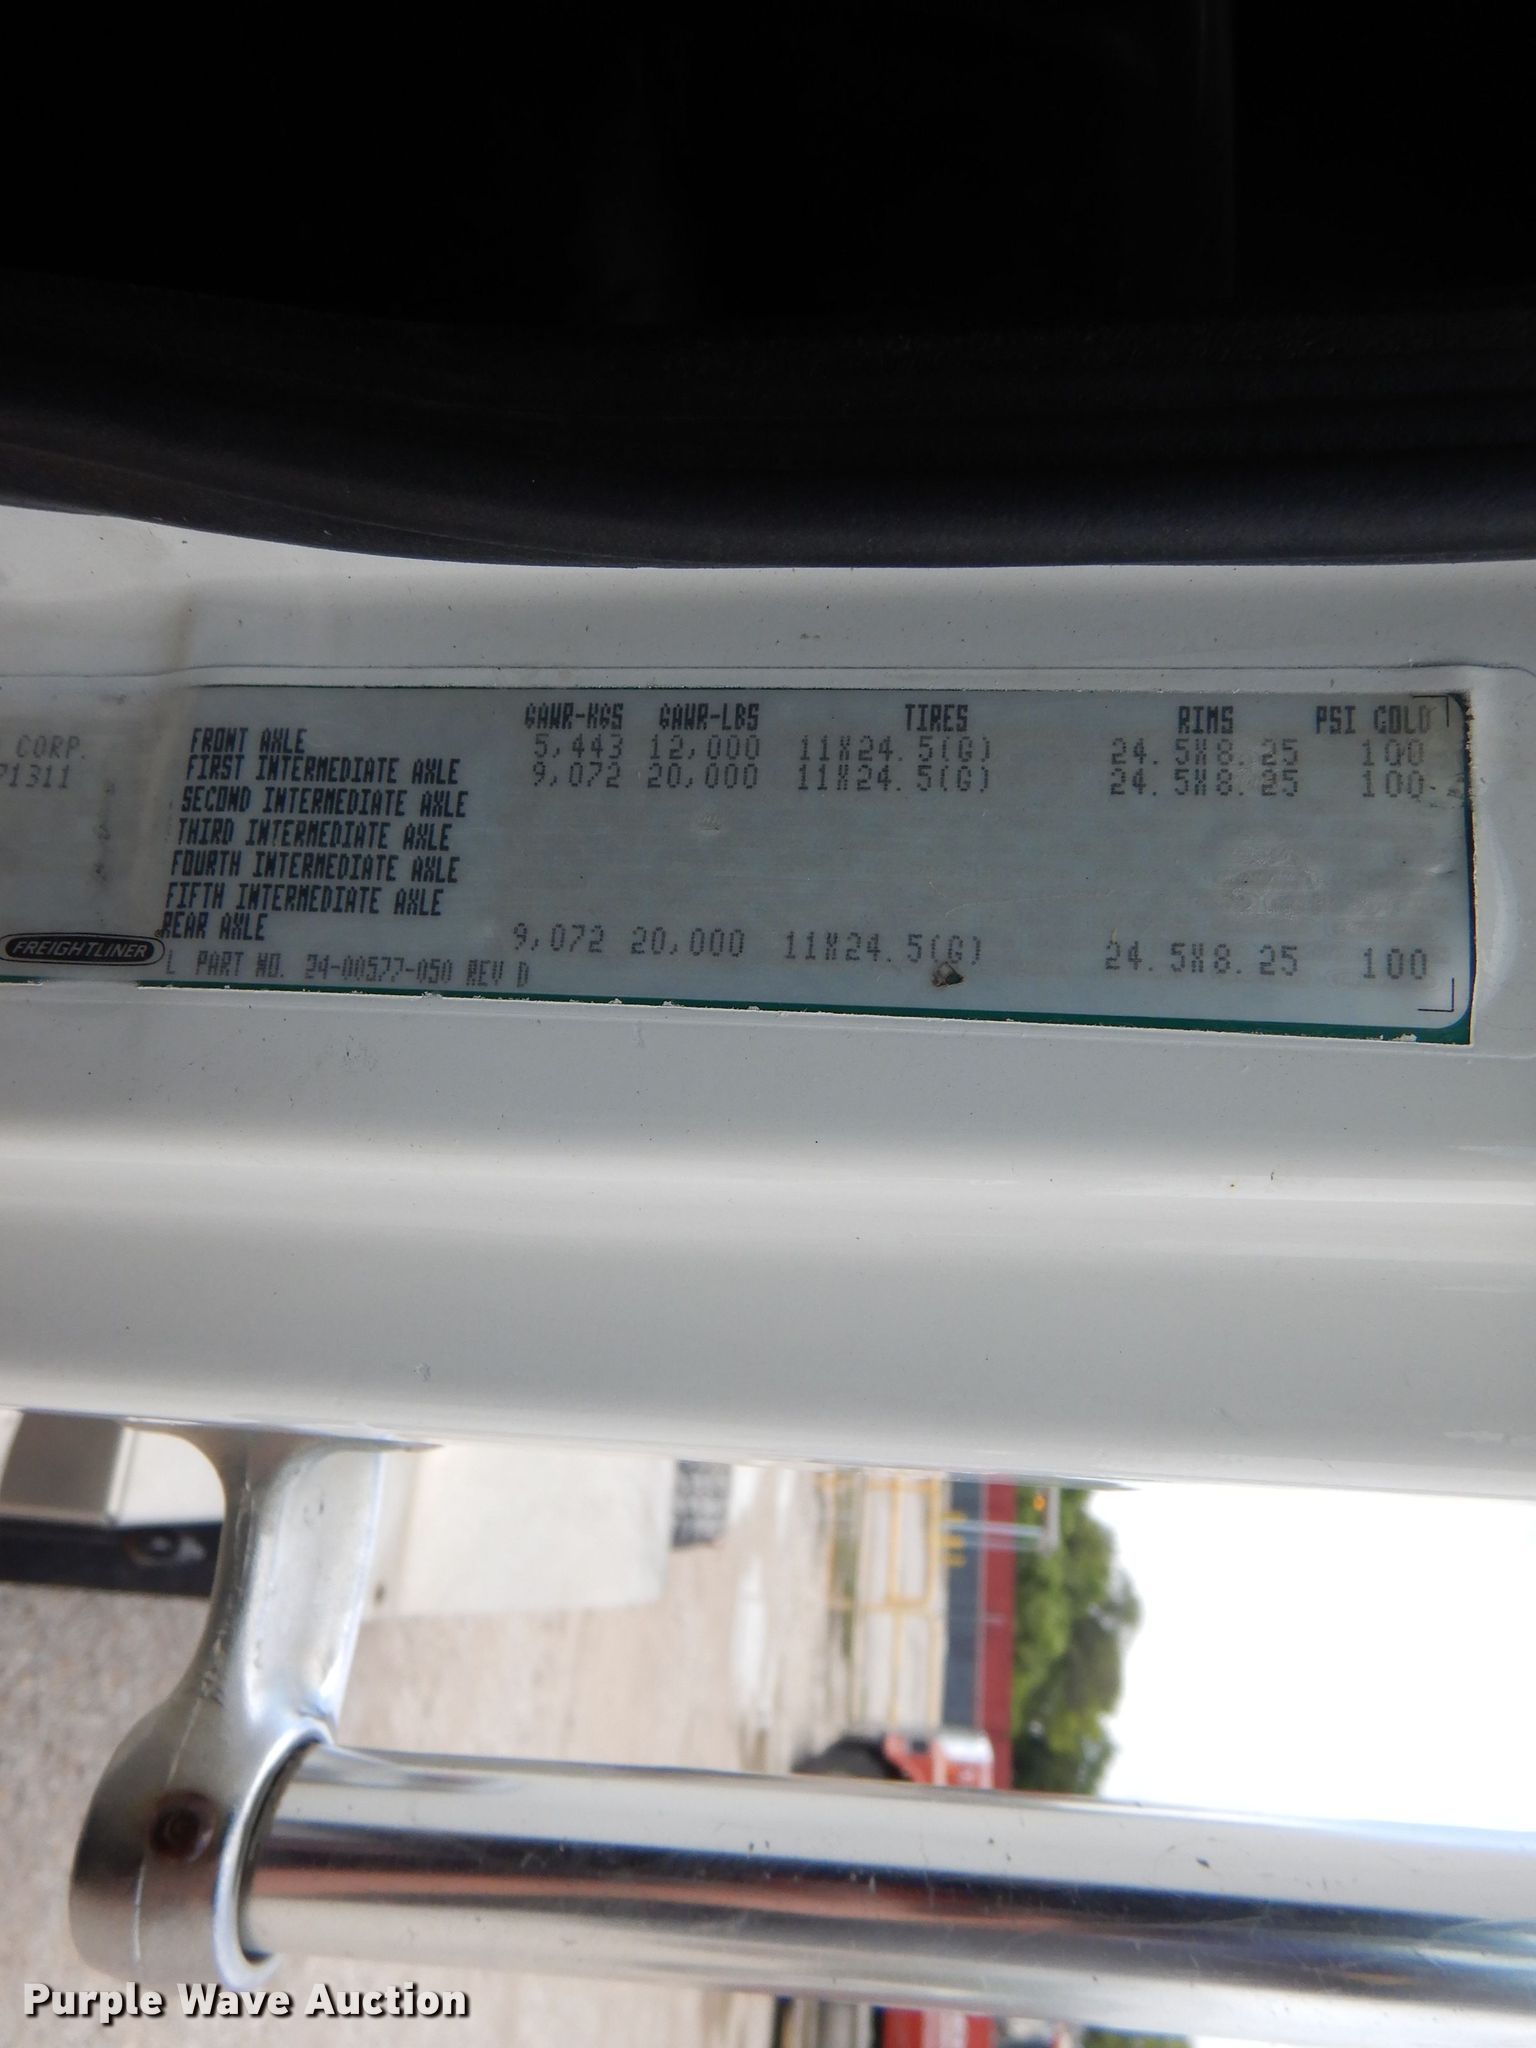 CORP.
71311
GAWR-KGS GAWR-LBS TIRES RIMS PSI COLD
FRONT AXLE 5,443 12,000 11X24.5(G) 24.5X8.25 100
FIRST INTERMEDIATE AXLE 9,072 20,000 11X24.5(G) 24.5X8.25 100
SECOND INTERMEDIATE AXLE
THIRD INTERMEDIATE AXLE
FOURTH INTERMEDIATE AXLE
FIFTH INTERMEDIATE AXLE
REAR AXLE 9,072 20,000 11X24.5(G) 24.5X8.25 100
FREIGHTLINER
L PART NO. 24-00577-050 REV D
Purple Wave Auction